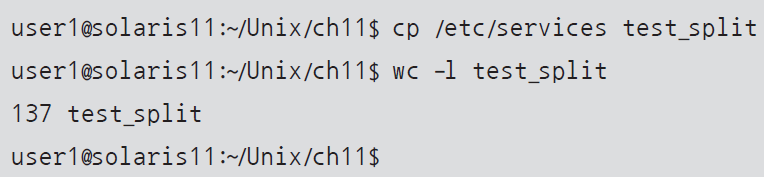 user1@solaris11:~/Unix/ch11$ cp /etc/services test_split
user1@solaris11:~/Unix/ch11$ wc -l test_split
137 test_split
user1@solaris11:~/Unix/ch11$